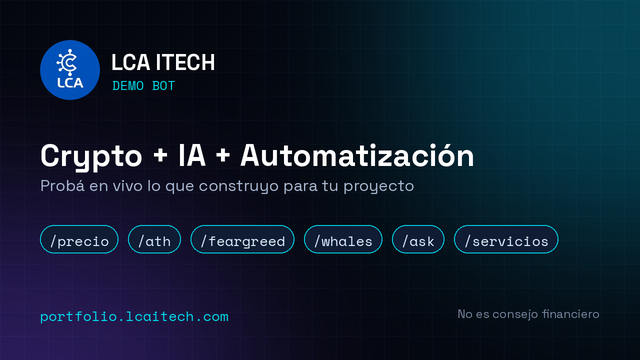 LCA
LCA ITECH
DEMO BOT
Crypto + IA + Automatización
Probá en vivo lo que construyo para tu proyecto
/precio /ath /feargreed /whales /ask /servicios
portfolio.lcaitech.com
No es consejo financiero